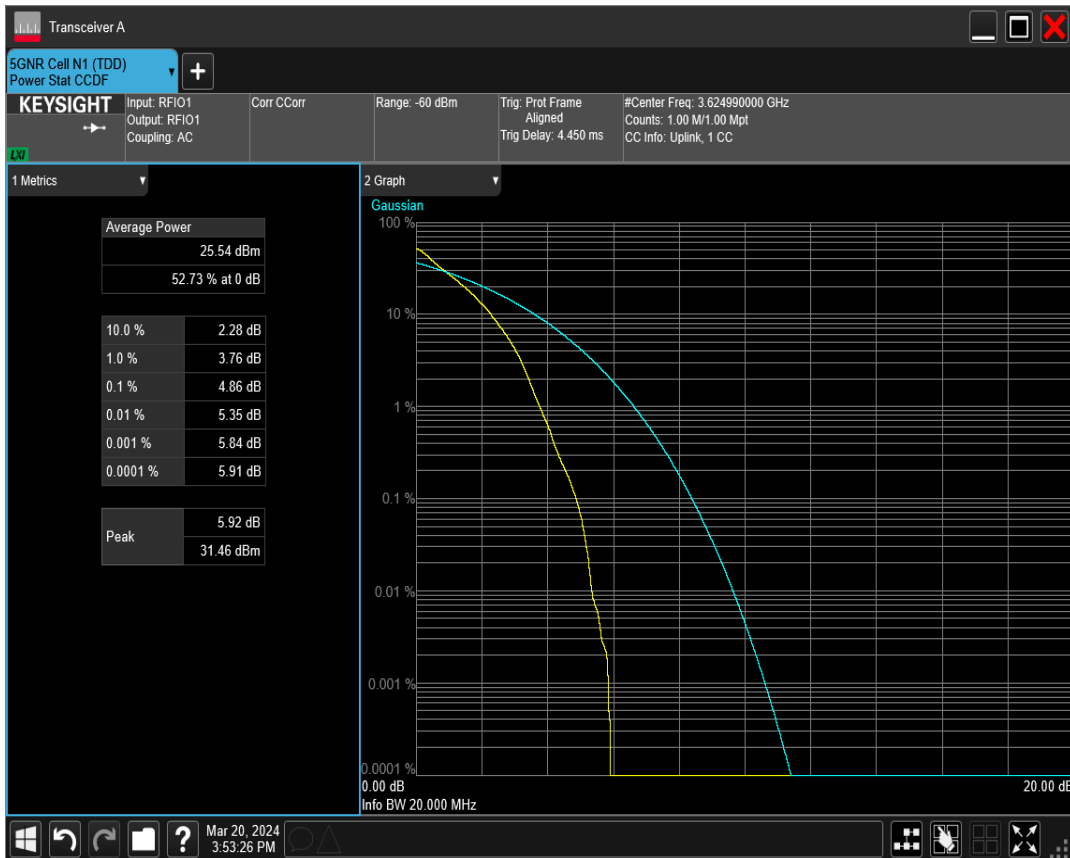 Transceiver A
5GNR Cell N1 (TDD)
Power Stat CCDF
KEYSIGHT
LXI
Input: RFIO1
Output: RFIO1
Coupling: AC
Corr CCorr
Range: -60 dBm
Trig: Prot Frame
Aligned
Trig Delay: 4.450 ms
#Center Freq: 3.624990000 GHz
Counts: 1.00 M/1.00 Mpt
CC Info: Uplink, 1 CC
1 Metrics
Average Power
25.54 dBm
52.73 % at 0 dB
10.0 % 2.28 dB
1.0 % 3.76 dB
0.1 % 4.86 dB
0.01 % 5.35 dB
0.001 % 5.84 dB
0.0001 % 5.91 dB
Peak 5.92 dB
31.46 dBm
2 Graph
Gaussian
100 %
10 %
1 %
0.1 %
0.01 %
0.001 %
0.0001 %
0.00 dB 20.00 dB
Info BW 20.000 MHz
?
Mar 20, 2024
3:53:26 PM